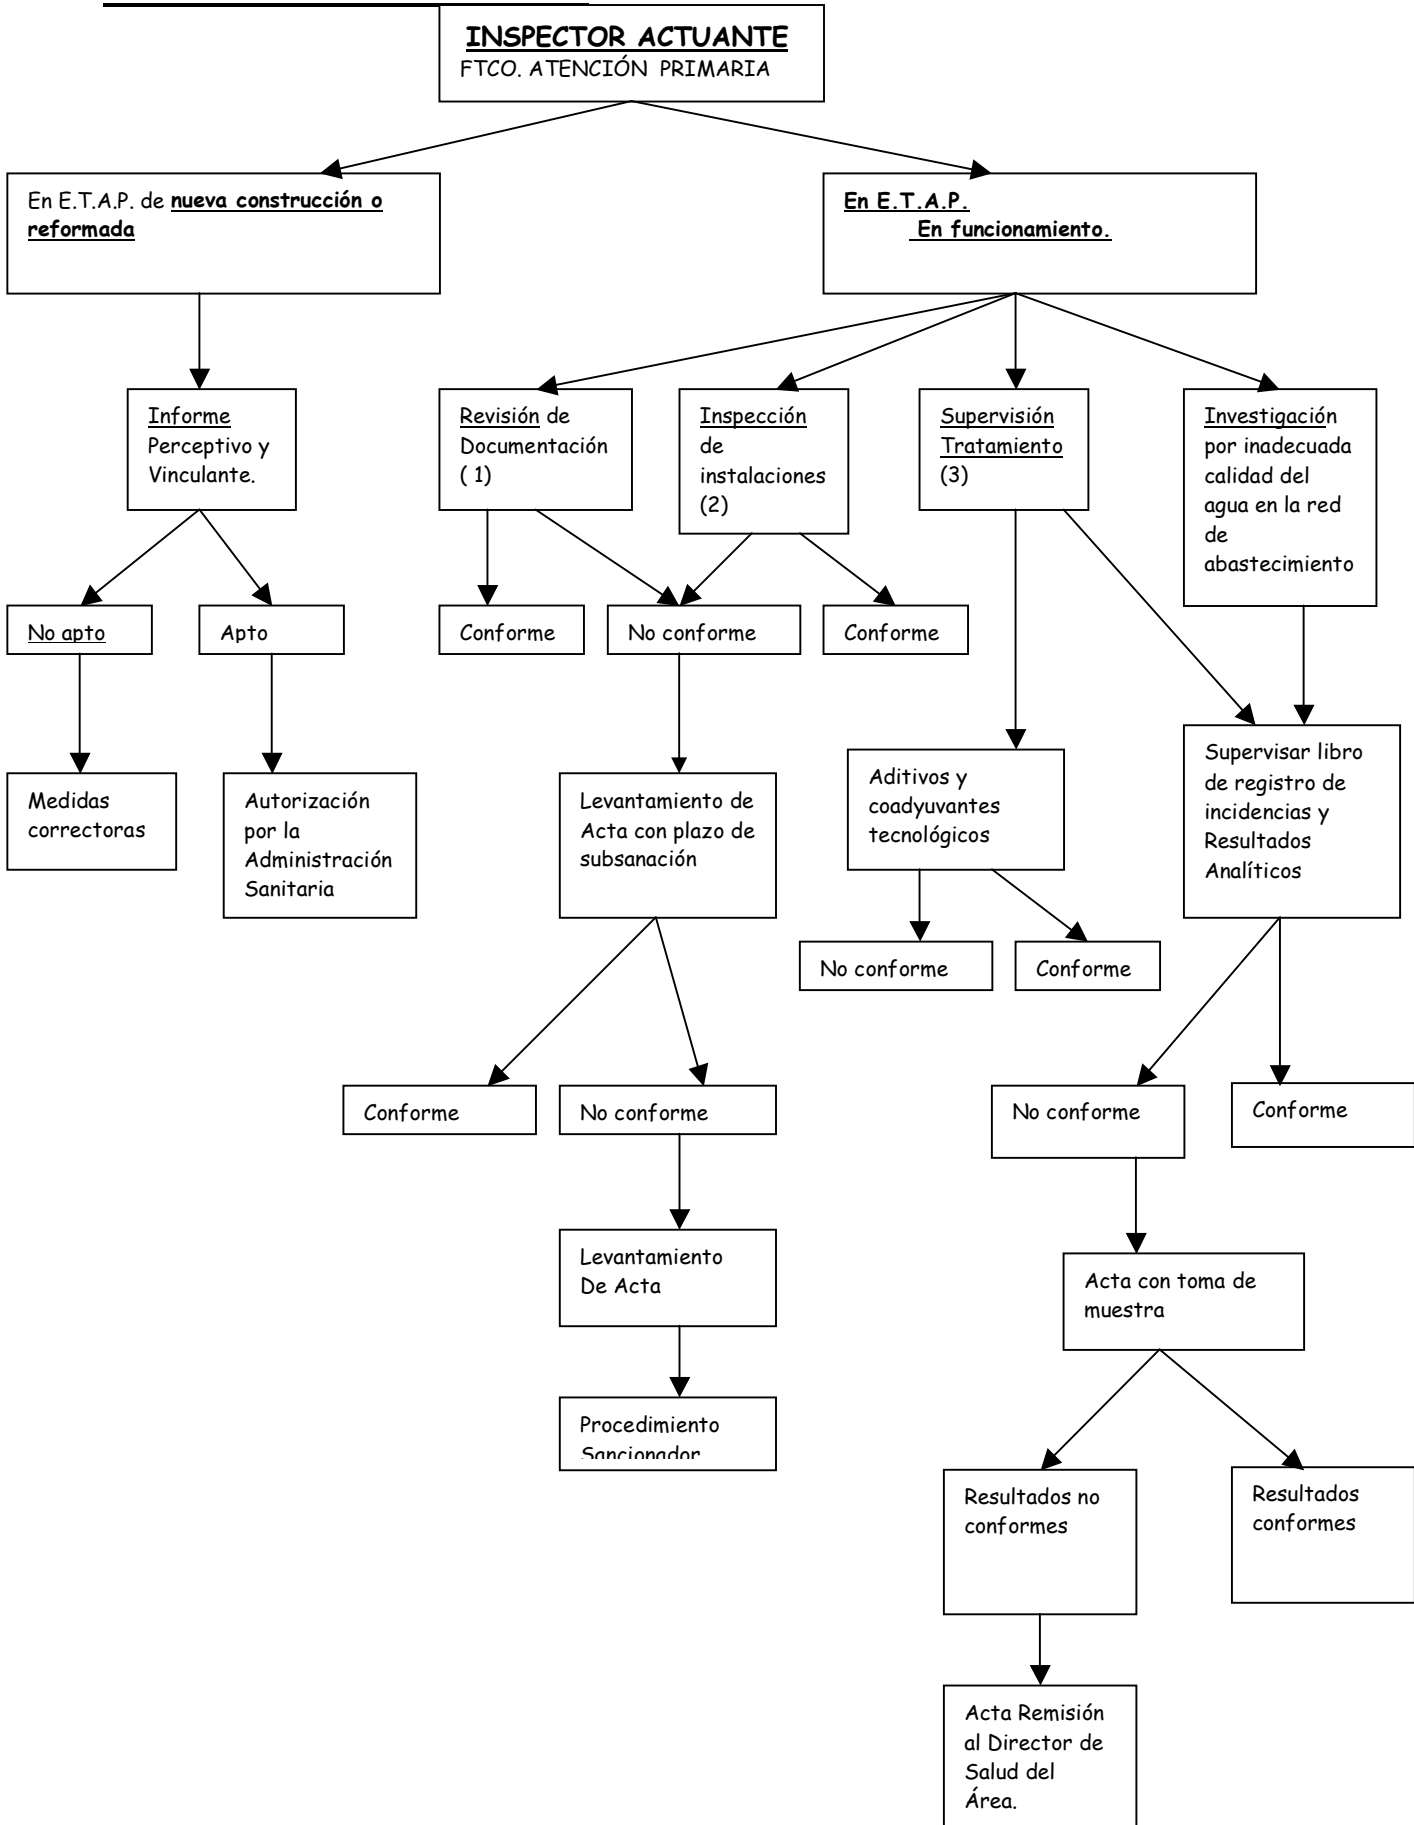 INSPECTOR ACTUANTE
FTCO. ATENCIÓN PRIMARIA
En E.T.A.P. de nueva construcción o
reformada
En E.T.A.P.
En funcionamiento.
Informe
Perceptivo y
Vinculante.
Revisión de
Documentación
( 1)
Inspección
de
instalaciones
(2)
Supervisión
Tratamiento
(3)
Investigación
por inadecuada
calidad del
agua en la red
de
abastecimiento
No apto
Apto
Conforme
No conforme
Conforme
Medidas
correctoras
Autorización
por la
Administración
Sanitaria
Levantamiento de
Acta con plazo de
subsanación
Aditivos y
coadyuvantes
tecnológicos
Supervisar libro
de registro de
incidencias y
Resultados
Analíticos
No conforme
Conforme
Conforme
No conforme
No conforme
Conforme
Levantamiento
De Acta
Acta con toma de
muestra
Procedimiento
Sancionador
Resultados no
conformes
Resultados
conformes
Acta Remisión
al Director de
Salud del
Área.